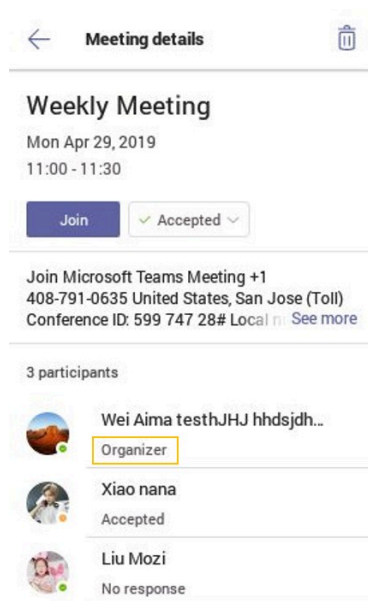 Meeting details
Weekly Meeting
Mon Apr 29, 2019
11:00 - 11:30
Join
Accepted
Join Microsoft Teams Meeting +1
408-791-0635 United States, San Jose (Toll)
Conference ID: 599 747 28# Local See more
3 participants
Wei Aima testhJHJ hhdsjdh...
Organizer
Xiao nana
Accepted
Liu Mozi
No response